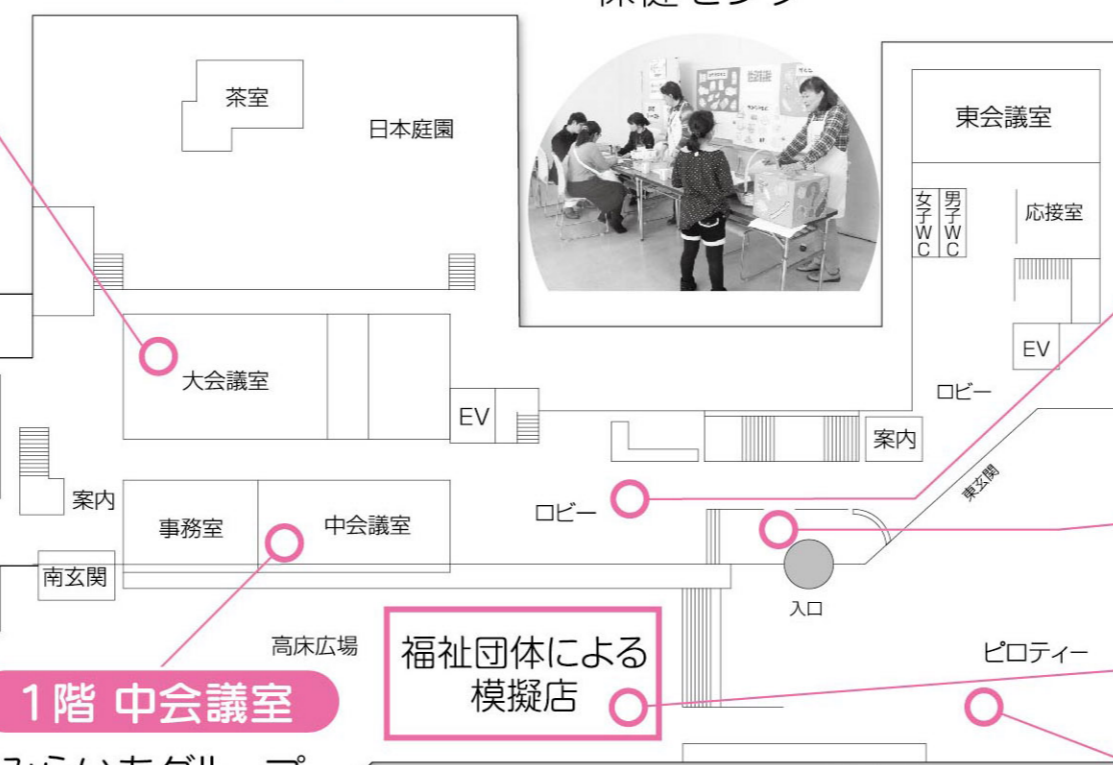 茶室
日本庭園
東会議室
女子WC
男子WC
応接室
EV
大会議室
ロビー
EV
案内
案内
東玄関
事務室
中会議室
ロビー
南玄関
入口
高床広場
福祉団体による
模擬店
ピロティー
1階 中会議室